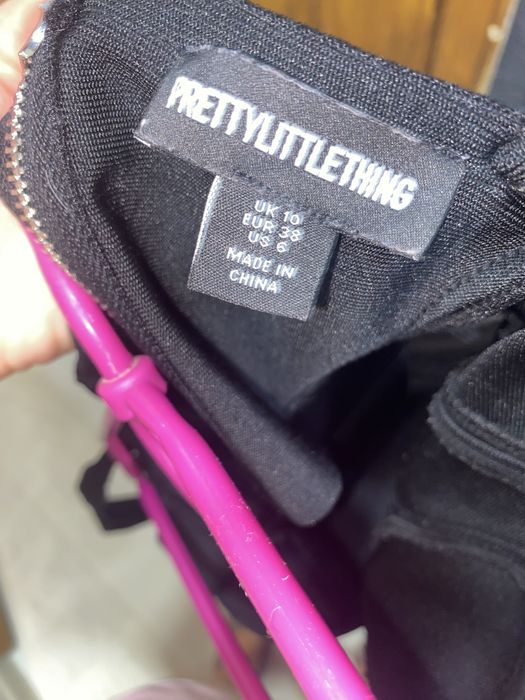 PRETTYLITTLETHING
UK 10
EUR 38
US 6
MADE IN
CHINA